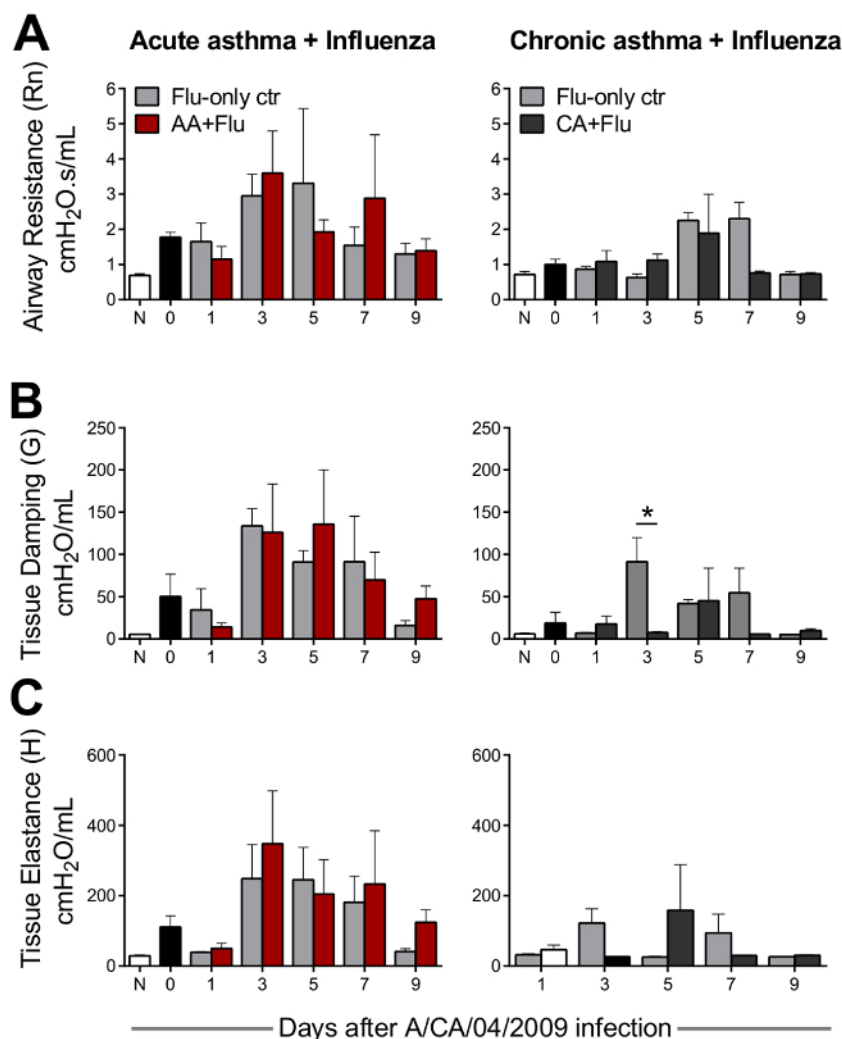 A
Acute asthma + Influenza
Chronic asthma + Influenza
Airway Resistance (Rn)
cmH2O.s/mL
6
5
4
3
2
1
0
Flu-only ctr
AA+Flu
N 0 1 3 5 7 9
6
5
4
3
2
1
0
Flu-only ctr
CA+Flu
N 0 1 3 5 7 9
B
Tissue Damping (G)
cmH2O/mL
250
200
150
100
50
0
N 0 1 3 5 7 9
250
200
150
100
50
0
*
N 0 1 3 5 7 9
C
Tissue Elastance (H)
cmH2O/mL
600
400
200
0
N 0 1 3 5 7 9
600
400
200
0
1 3 5 7 9
Days after A/CA/04/2009 infection